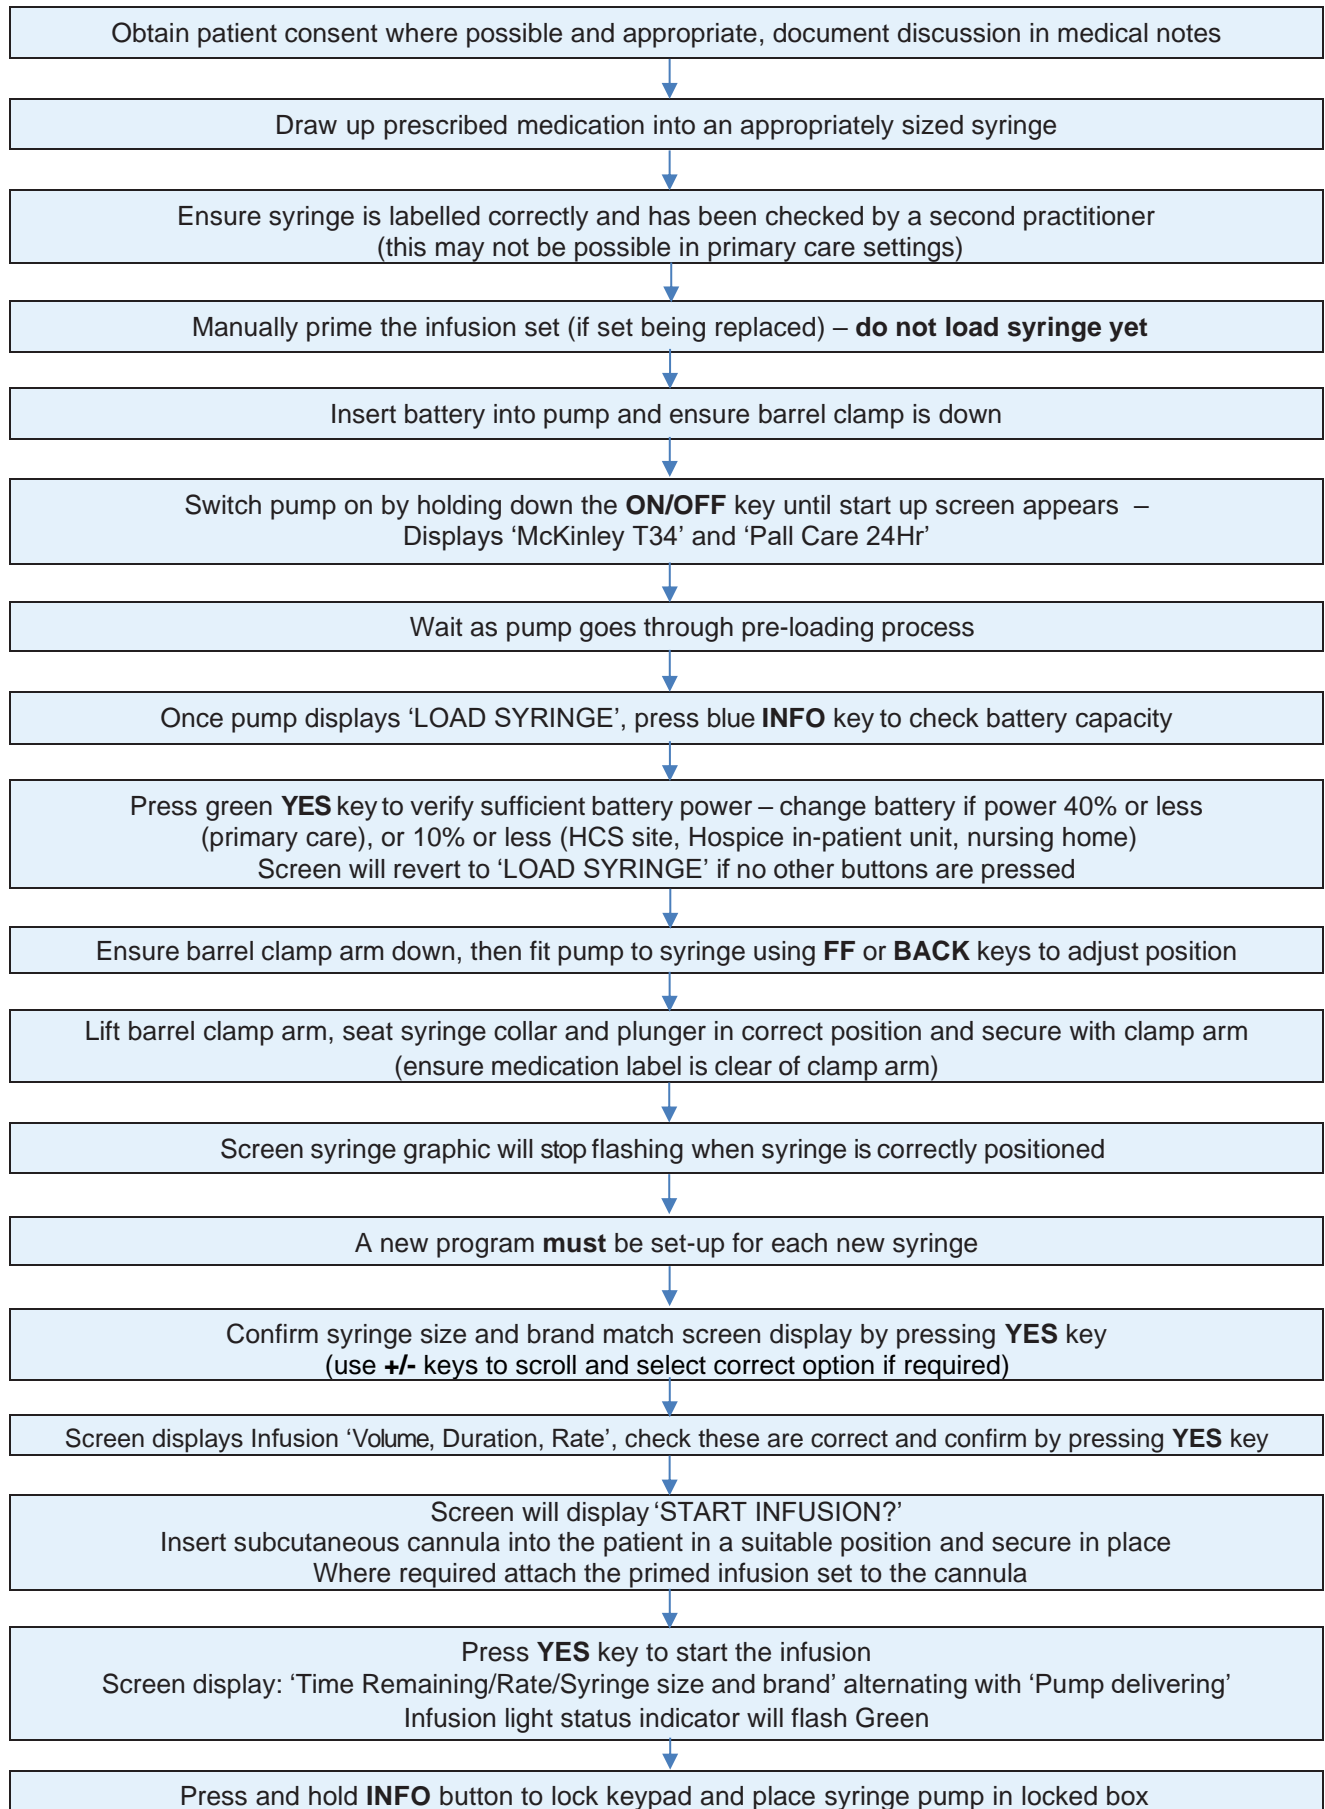 Obtain patient consent where possible and appropriate, document discussion in medical notes
Draw up prescribed medication into an appropriately sized syringe
Ensure syringe is labelled correctly and has been checked by a second practitioner
(this may not be possible in primary care settings)
Manually prime the infusion set (if set being replaced) – do not load syringe yet
Insert battery into pump and ensure barrel clamp is down
Switch pump on by holding down the ON/OFF key until start up screen appears –
Displays ‘McKinley T34’ and ‘Pall Care 24Hr’
Wait as pump goes through pre-loading process
Once pump displays ‘LOAD SYRINGE’, press blue INFO key to check battery capacity
Press green YES key to verify sufficient battery power – change battery if power 40% or less
(primary care), or 10% or less (HCS site, Hospice in-patient unit, nursing home)
Screen will revert to ‘LOAD SYRINGE’ if no other buttons are pressed
Ensure barrel clamp arm down, then fit pump to syringe using FF or BACK keys to adjust position
Lift barrel clamp arm, seat syringe collar and plunger in correct position and secure with clamp arm
(ensure medication label is clear of clamp arm)
Screen syringe graphic will stop flashing when syringe is correctly positioned
A new program must be set-up for each new syringe
Confirm syringe size and brand match screen display by pressing YES key
(use +/- keys to scroll and select correct option if required)
Screen displays Infusion ‘Volume, Duration, Rate’, check these are correct and confirm by pressing YES key
Screen will display ‘START INFUSION?’
Insert subcutaneous cannula into the patient in a suitable position and secure in place
Where required attach the primed infusion set to the cannula
Press YES key to start the infusion
Screen display: ‘Time Remaining/Rate/Syringe size and brand’ alternating with ‘Pump delivering’
Infusion light status indicator will flash Green
Press and hold INFO button to lock keypad and place syringe pump in locked box